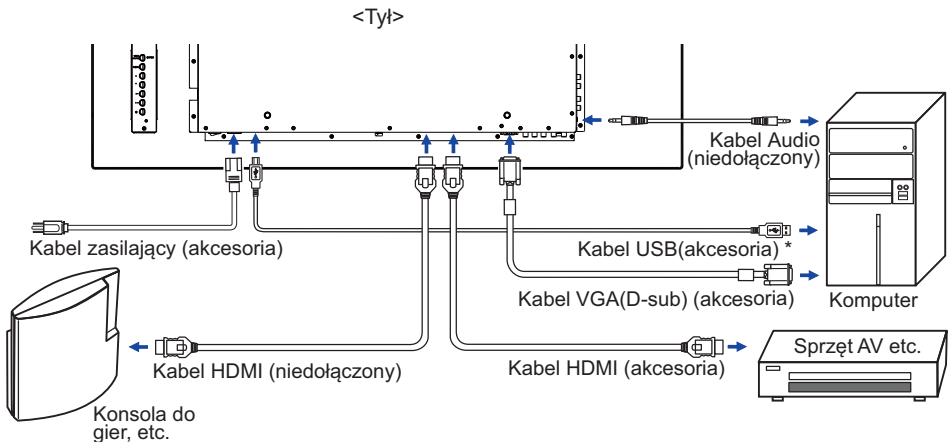 <Tył>
Kabel Audio
(niedołączony)
Kabel zasilający (akcesoria)
Kabel USB(akcesoria) *
Kabel VGA(D-sub) (akcesoria)
Komputer
Kabel HDMI (niedołączony)
Kabel HDMI (akcesoria)
Sprzęt AV etc.
Konsola do
gier, etc.